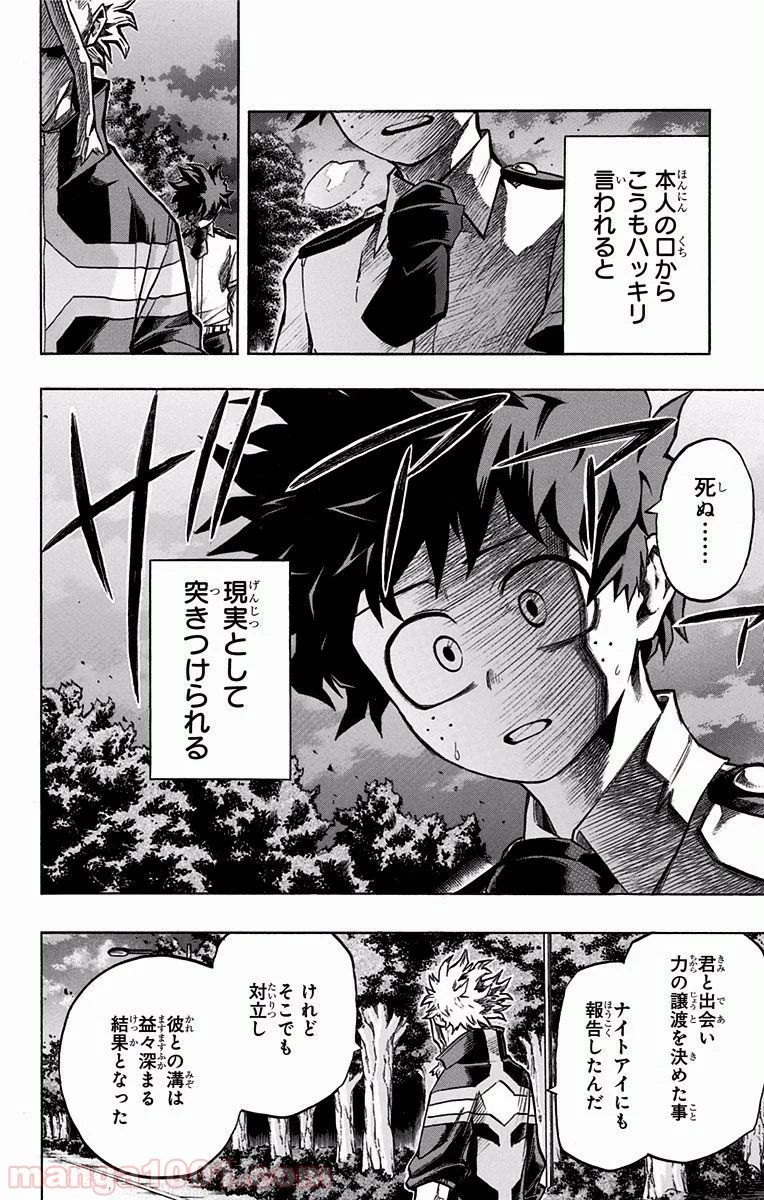 本人の口から
こうもハッキリ
言われると
死ぬ……
現実として
突きつけられる
君と出会い
力の譲渡を決めた事
ナイトアイにも
報告したんだ
けれど
そこでも
対立し
彼との溝は
益々深まる
結果となった